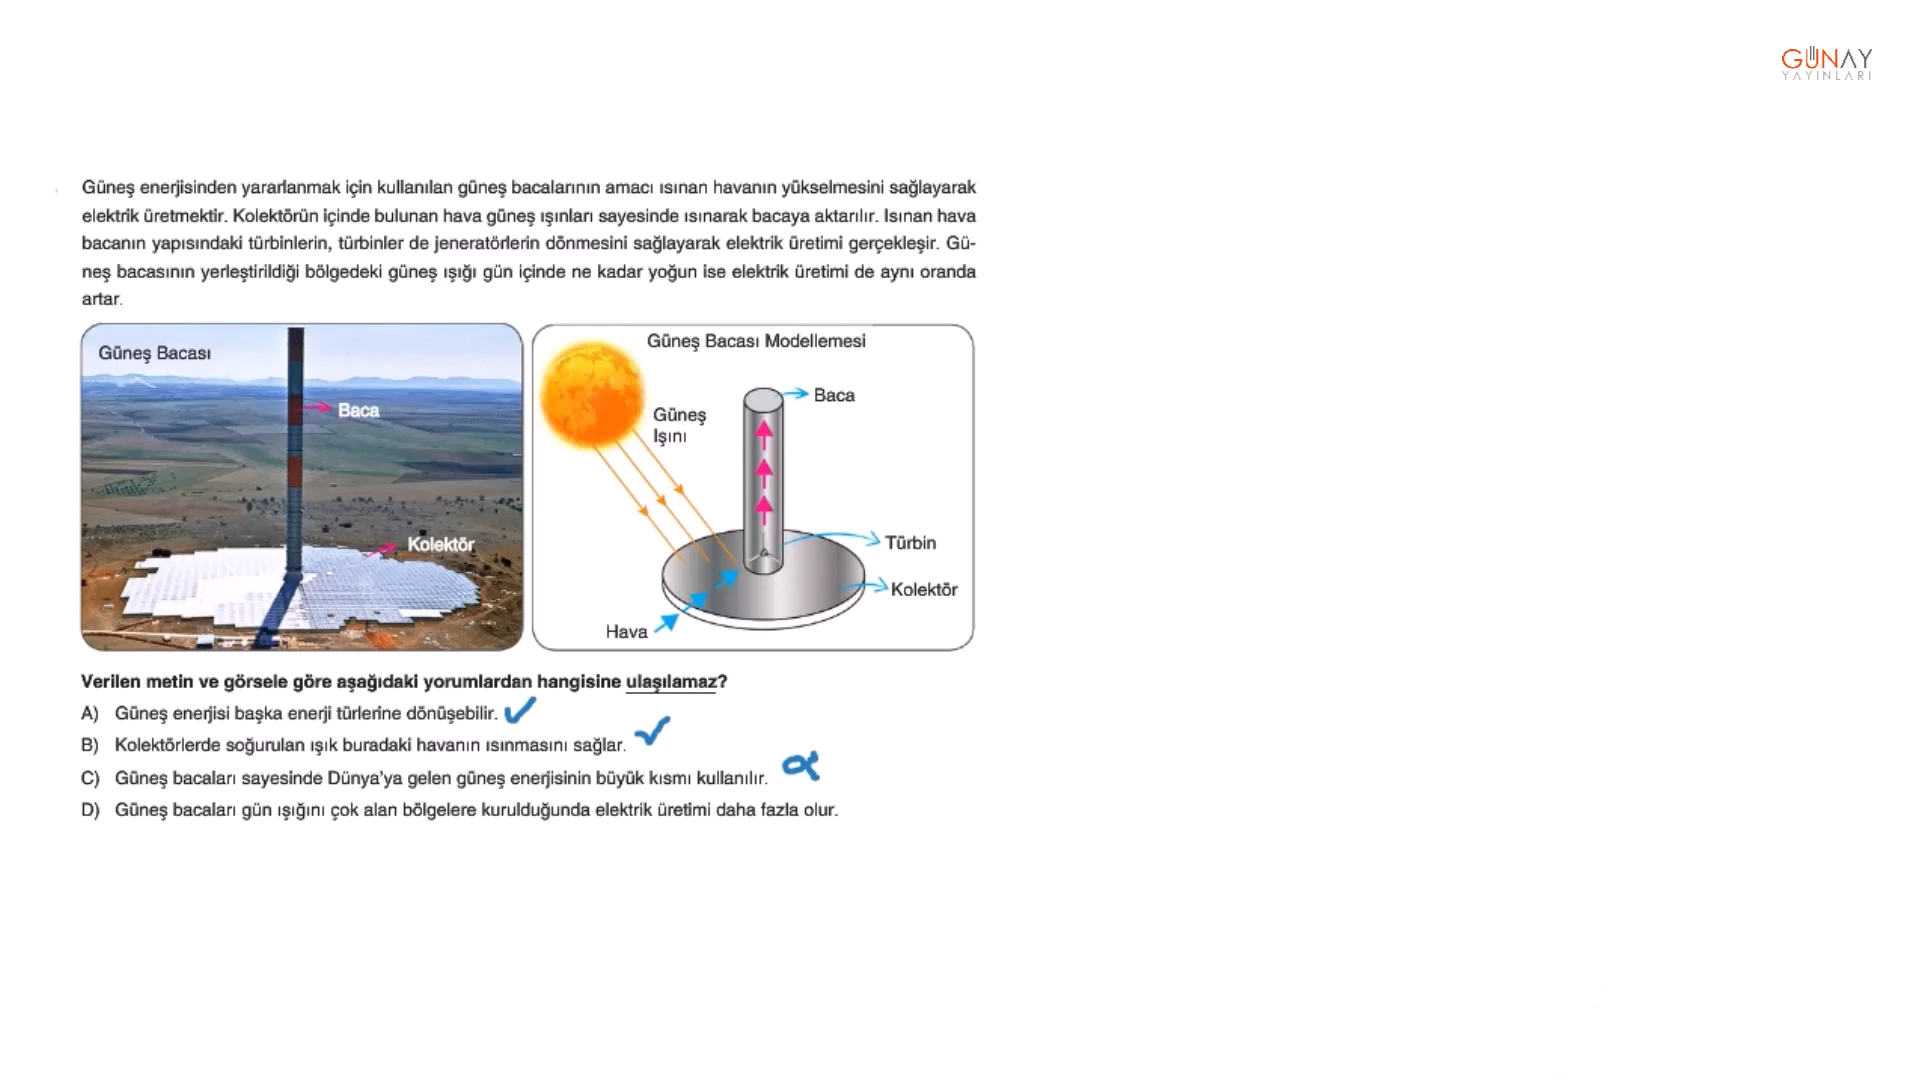 GÜNAY
YAYINLARI
Güneş enerjisinden yararlanmak için kullanılan güneş bacalarının amacı ısınan havanın yükselmesini sağlayarak
elektrik üretmektir. Kolektörün içinde bulunan hava güneş ışınları sayesinde ısınarak bacaya aktarılır. Isınan hava
bacanın yapısındaki türbinlerin, türbinler de jeneratörlerin dönmesini sağlayarak elektrik üretimi gerçekleşir. Gü-
neş bacasının yerleştirildiği bölgedeki güneş ışığı gün içinde ne kadar yoğun ise elektrik üretimi de aynı oranda
artar.
Güneş Bacası
Baca
Kolektör
Güneş Bacası Modellemesi
Baca
Güneş
Işını
Türbin
Kolektör
Hava
Verilen metin ve görsele göre aşağıdaki yorumlardan hangisine ulaşılamaz?
A) Güneş enerjisi başka enerji türlerine dönüşebilir.
B) Kolektörlerde soğurulan ışık buradaki havanın ısınmasını sağlar.
C) Güneş bacaları sayesinde Dünya'ya gelen güneş enerjisinin büyük kısmı kullanılır.
D) Güneş bacaları gün ışığını çok alan bölgelere kurulduğunda elektrik üretimi daha fazla olur.